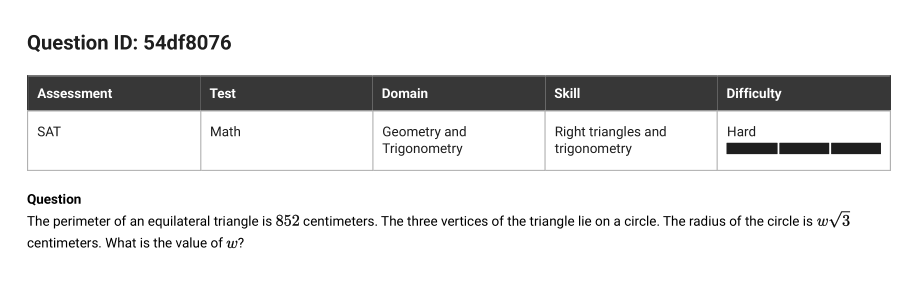 Question ID: 54df8076
Assessment Test Domain Skill Difficulty
SAT Math Geometry and Trigonometry Right triangles and trigonometry Hard
Question
The perimeter of an equilateral triangle is 852 centimeters. The three vertices of the triangle lie on a circle. The radius of the circle is w√3
centimeters. What is the value of w?